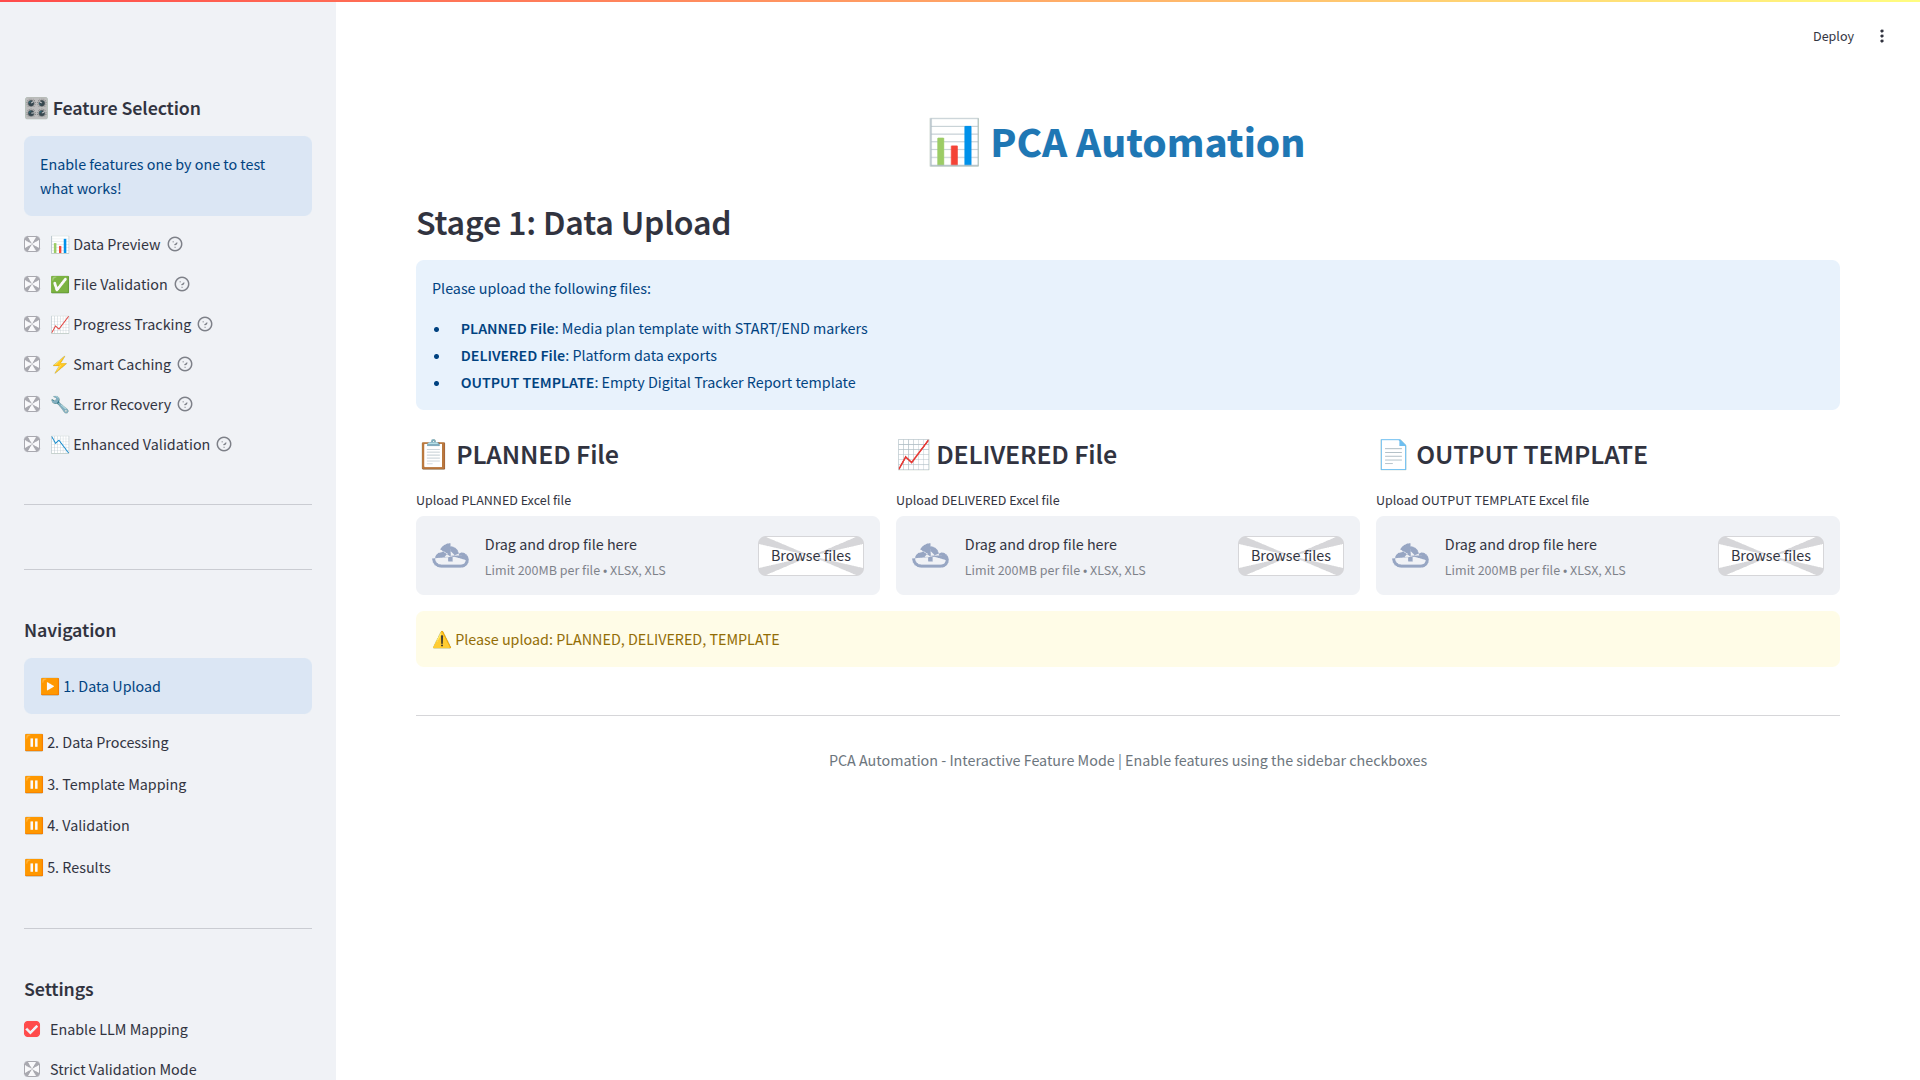 Deploy
🎛️ Feature Selection
Enable features one by one to test
what works!
📊 Data Preview
✅ File Validation
📈 Progress Tracking
⚡ Smart Caching
🔧 Error Recovery
📉 Enhanced Validation
Navigation
▶️ 1. Data Upload
⏸️ 2. Data Processing
⏸️ 3. Template Mapping
⏸️ 4. Validation
⏸️ 5. Results
Settings
Enable LLM Mapping
Strict Validation Mode
📊 PCA Automation
Stage 1: Data Upload
Please upload the following files:
• PLANNED File: Media plan template with START/END markers
• DELIVERED File: Platform data exports
• OUTPUT TEMPLATE: Empty Digital Tracker Report template
📋 PLANNED File
Upload PLANNED Excel file
Drag and drop file here
Limit 200MB per file • XLSX, XLS
Browse files
📈 DELIVERED File
Upload DELIVERED Excel file
Drag and drop file here
Limit 200MB per file • XLSX, XLS
Browse files
📄 OUTPUT TEMPLATE
Upload OUTPUT TEMPLATE Excel file
Drag and drop file here
Limit 200MB per file • XLSX, XLS
Browse files
⚠️ Please upload: PLANNED, DELIVERED, TEMPLATE
PCA Automation - Interactive Feature Mode | Enable features using the sidebar checkboxes